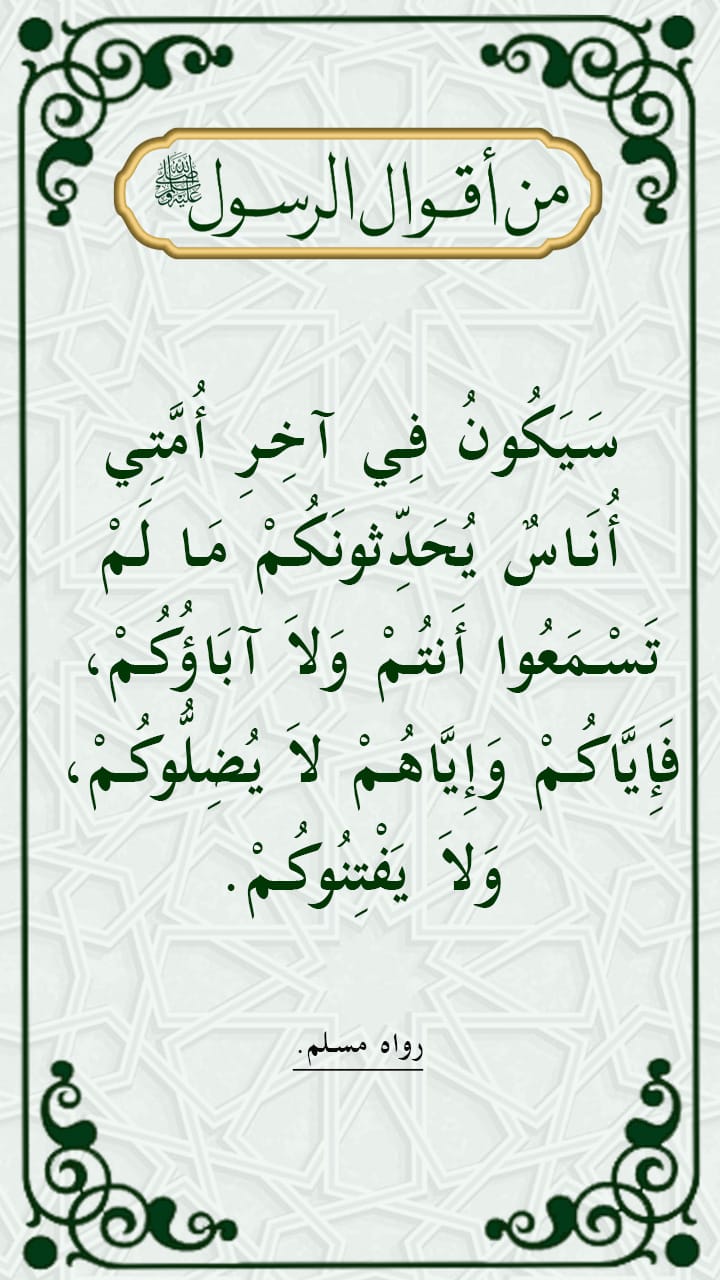 من أقوال الرسول ﷺ
سَيَكُونُ فِي آخِرِ أُمَّتِي
أُنَاسٌ يُحَدِّثونَكُمْ مَا لَمْ
تَسْمَعُوا أَنتُمْ وَلاَ آبَاؤُكُمْ،
فَإِيَّاكُمْ وَإِيَّاهُمْ لاَ يُضِلُّوكُمْ،
وَلاَ يَفْتِنُوكُمْ.
رواه مسلم.